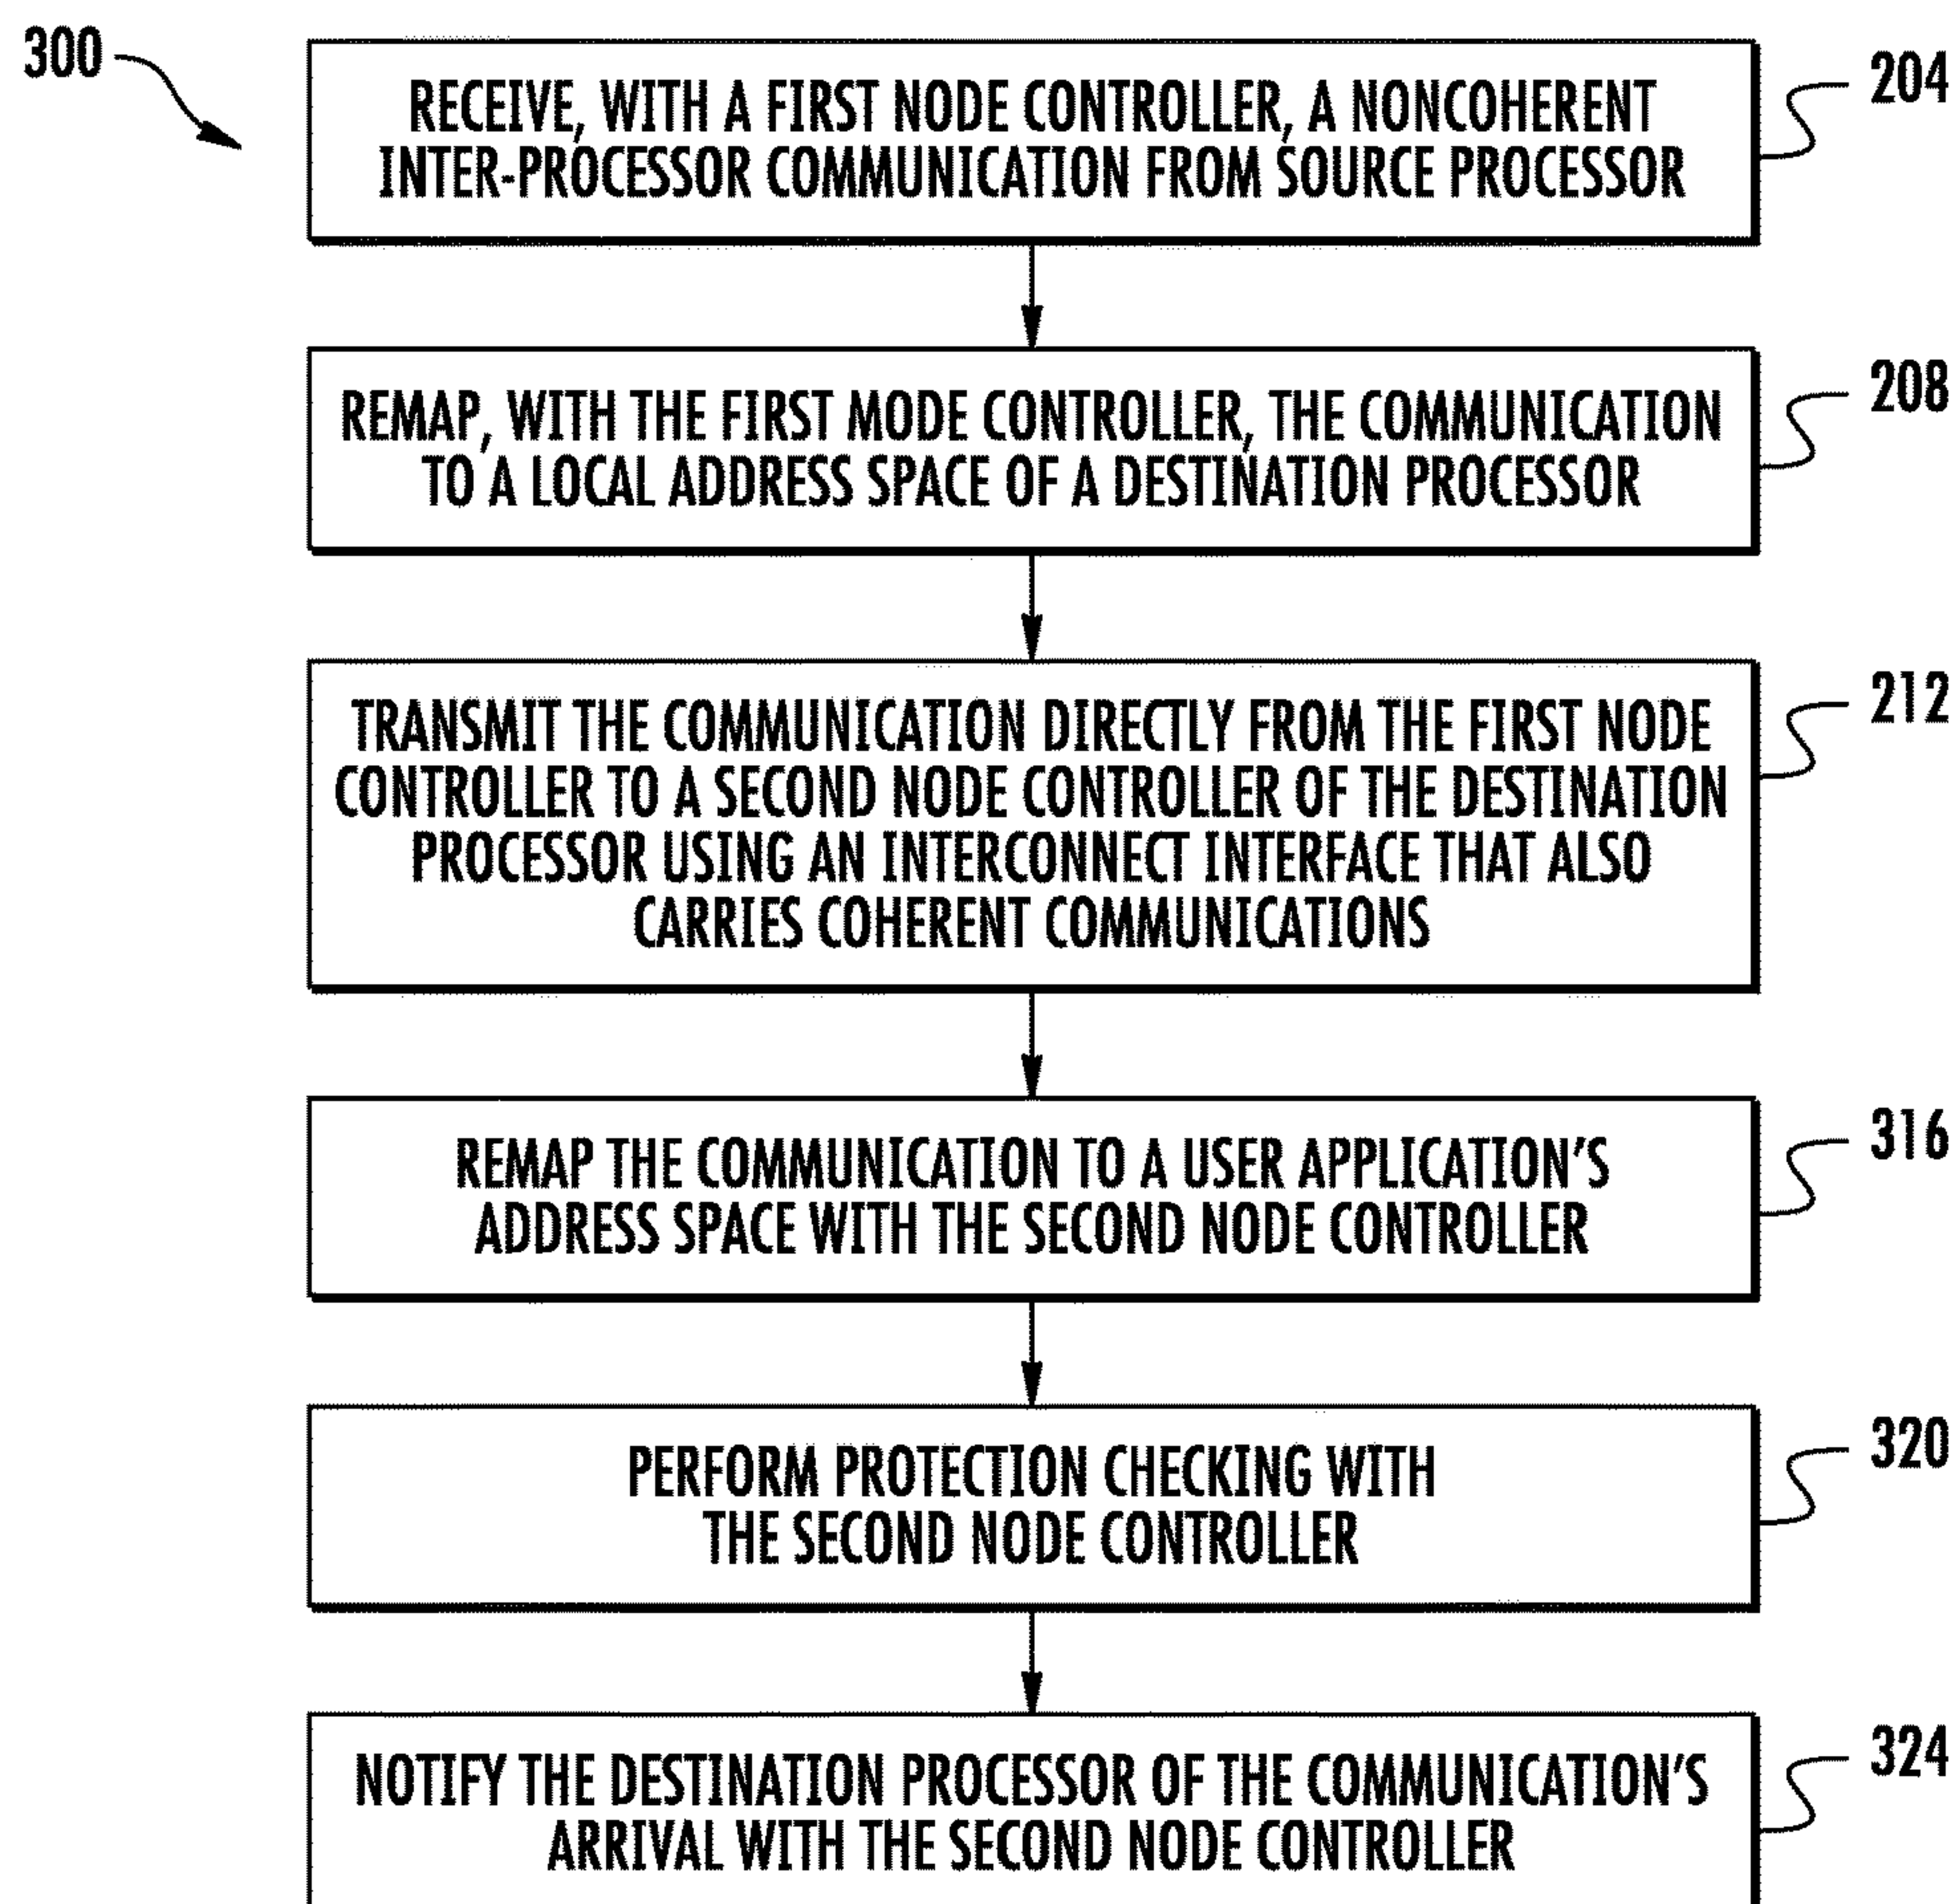 300
RECEIVE, WITH A FIRST NODE CONTROLLER, A NONCOHERENT
INTER-PROCESSOR COMMUNICATION FROM SOURCE PROCESSOR
204
REMAP, WITH THE FIRST MODE CONTROLLER, THE COMMUNICATION
TO A LOCAL ADDRESS SPACE OF A DESTINATION PROCESSOR
208
TRANSMIT THE COMMUNICATION DIRECTLY FROM THE FIRST NODE
CONTROLLER TO A SECOND NODE CONTROLLER OF THE DESTINATION
PROCESSOR USING AN INTERCONNECT INTERFACE THAT ALSO
CARRIES COHERENT COMMUNICATIONS
212
REMAP THE COMMUNICATION TO A USER APPLICATION'S
ADDRESS SPACE WITH THE SECOND NODE CONTROLLER
316
PERFORM PROTECTION CHECKING WITH
THE SECOND NODE CONTROLLER
320
NOTIFY THE DESTINATION PROCESSOR OF THE COMMUNICATION'S
ARRIVAL WITH THE SECOND NODE CONTROLLER
324